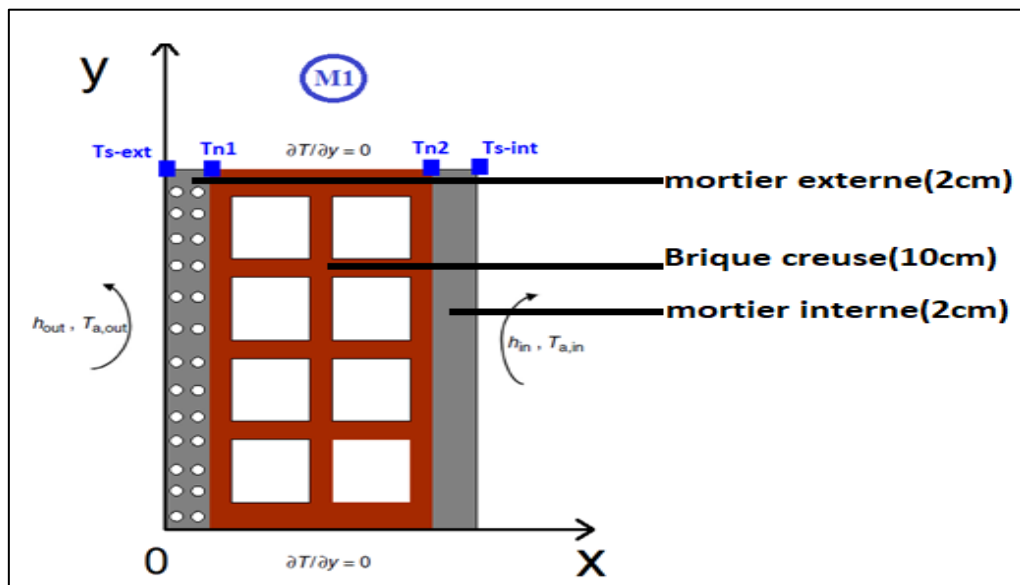 y
M1
Ts-ext
Tn1
∂T/∂y = 0
Tn2
Ts-int
mortier externe(2cm)
Brique creuse(10cm)
mortier interne(2cm)
hout , Ta,out
hin , Ta,in
0
∂T/∂y = 0
x